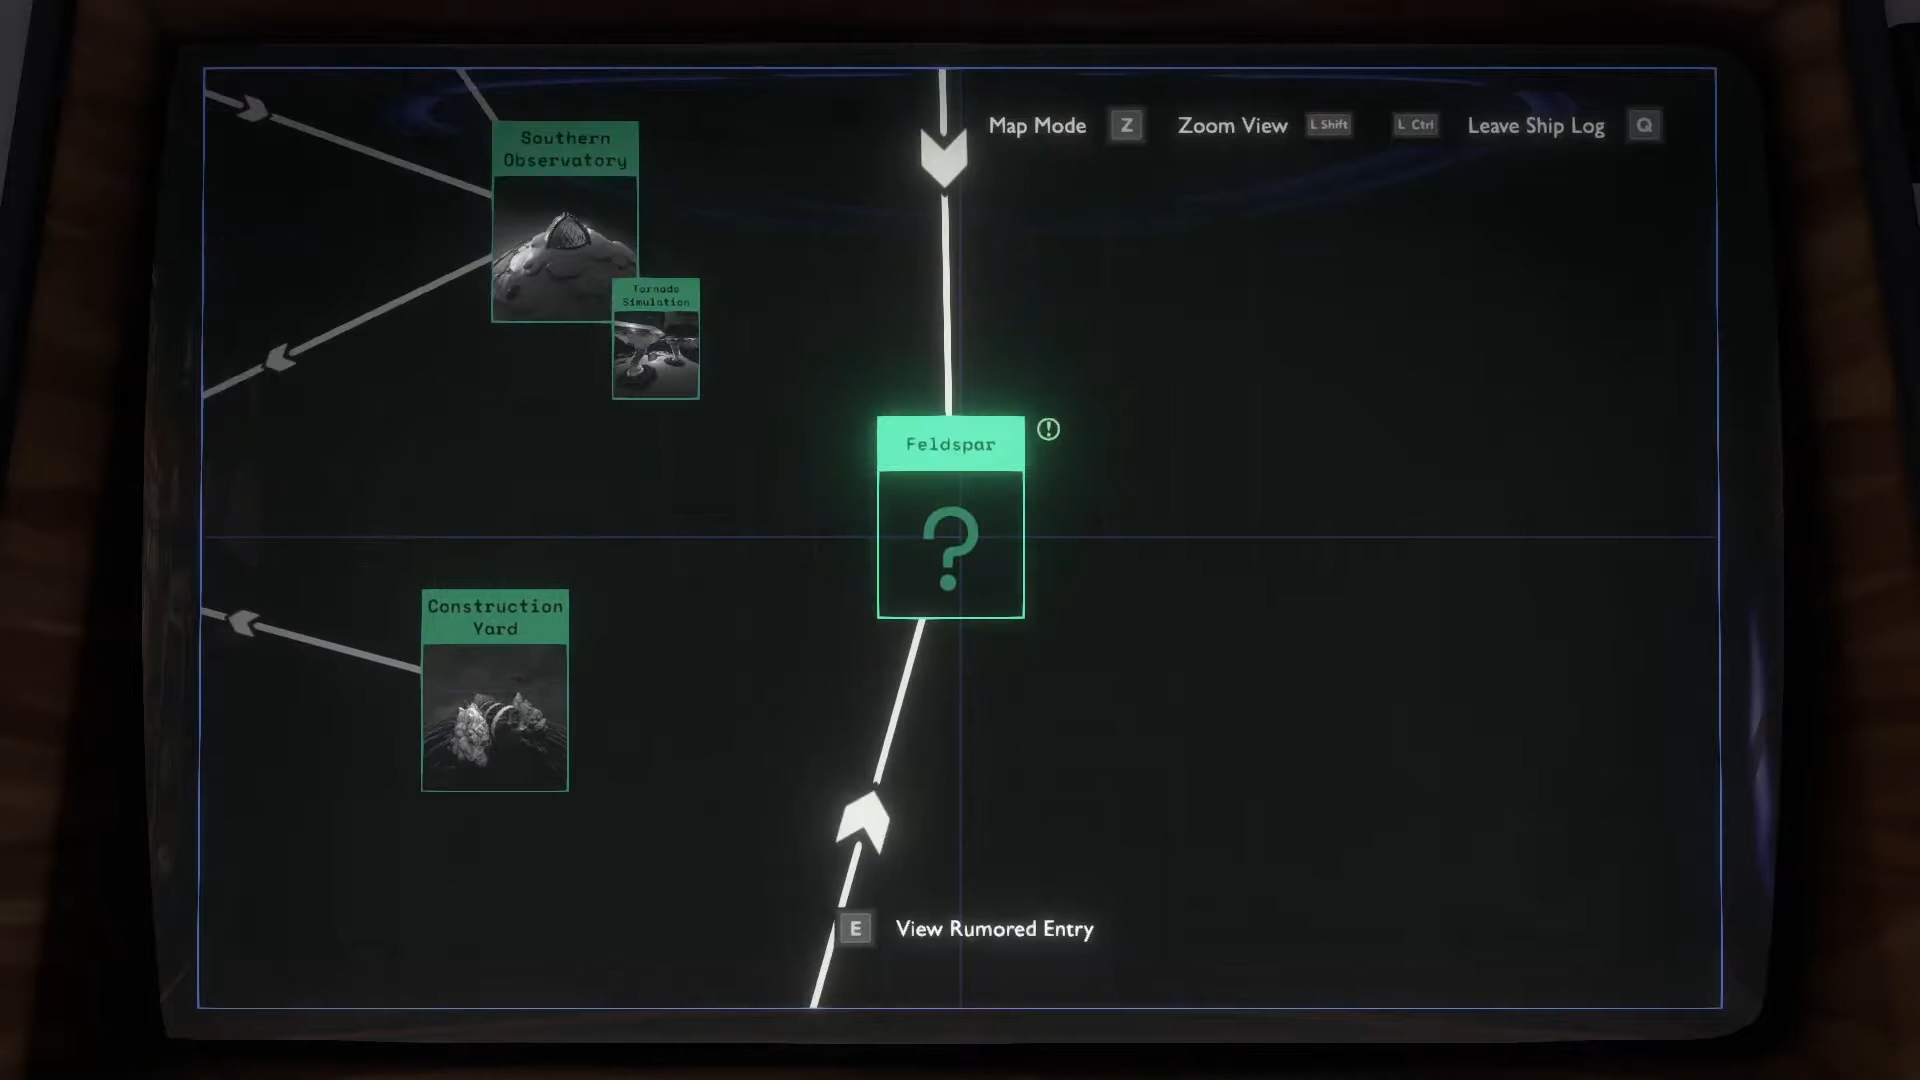 Southern
Observatory
Map Mode Z Zoom View L Shift L Ctrl Leave Ship Log Q
Tornado
Simulation
Feldspar
?
Construction
Yard
E View Rumored Entry